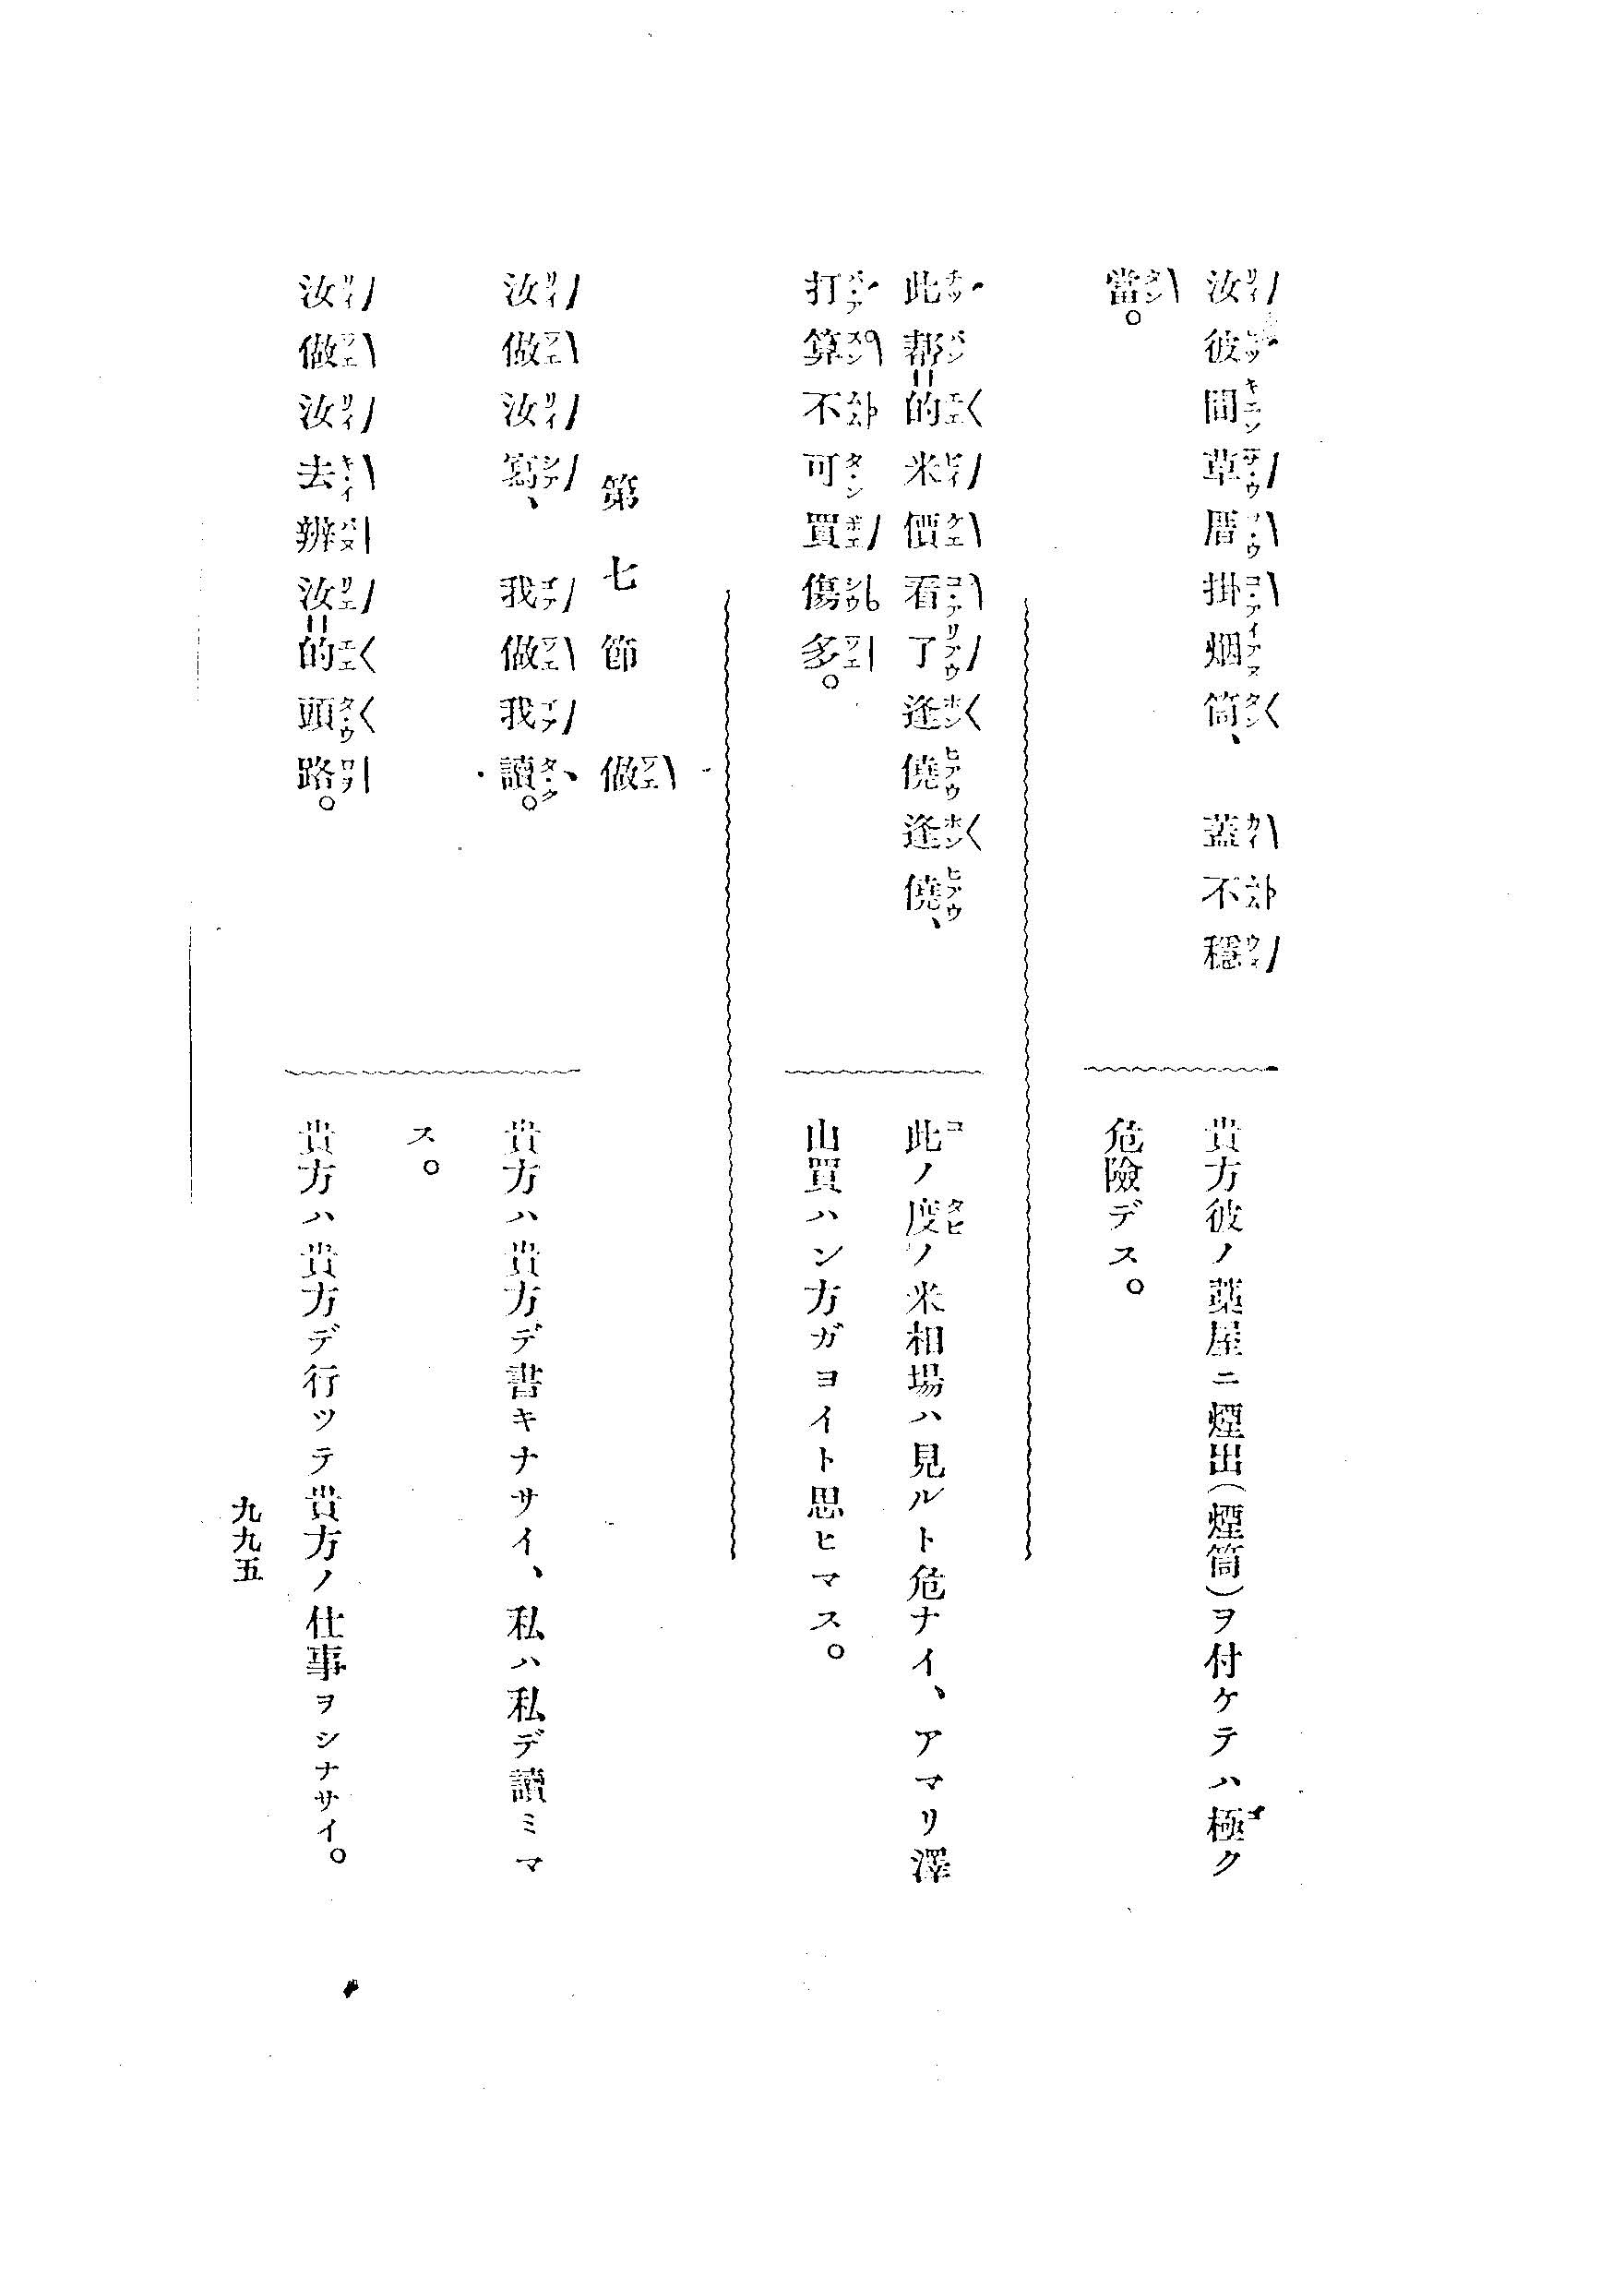 汝彼間草厝掛烟筒、蓋不穩
當。
貴方彼ノ藁屋ニ煙出(煙筒)ヲ付ケテハ極ク
危險デス。
此帮的米價看了逢僥逢僥、
打算不可買傷多。
此ノ度ノ米相場ハ見ルト危ナイ、アマリ澤
山買ハン方ガヨイト思ヒマス。
第七節 做
汝做汝寫、我做我讀。
貴方ハ貴方デ書キナサイ、私ハ私デ讀ミマ
ス。
汝做汝去辨汝的頭路。
貴方ハ貴方デ行ツテ貴方ノ仕事ヲシナサイ。
九九五